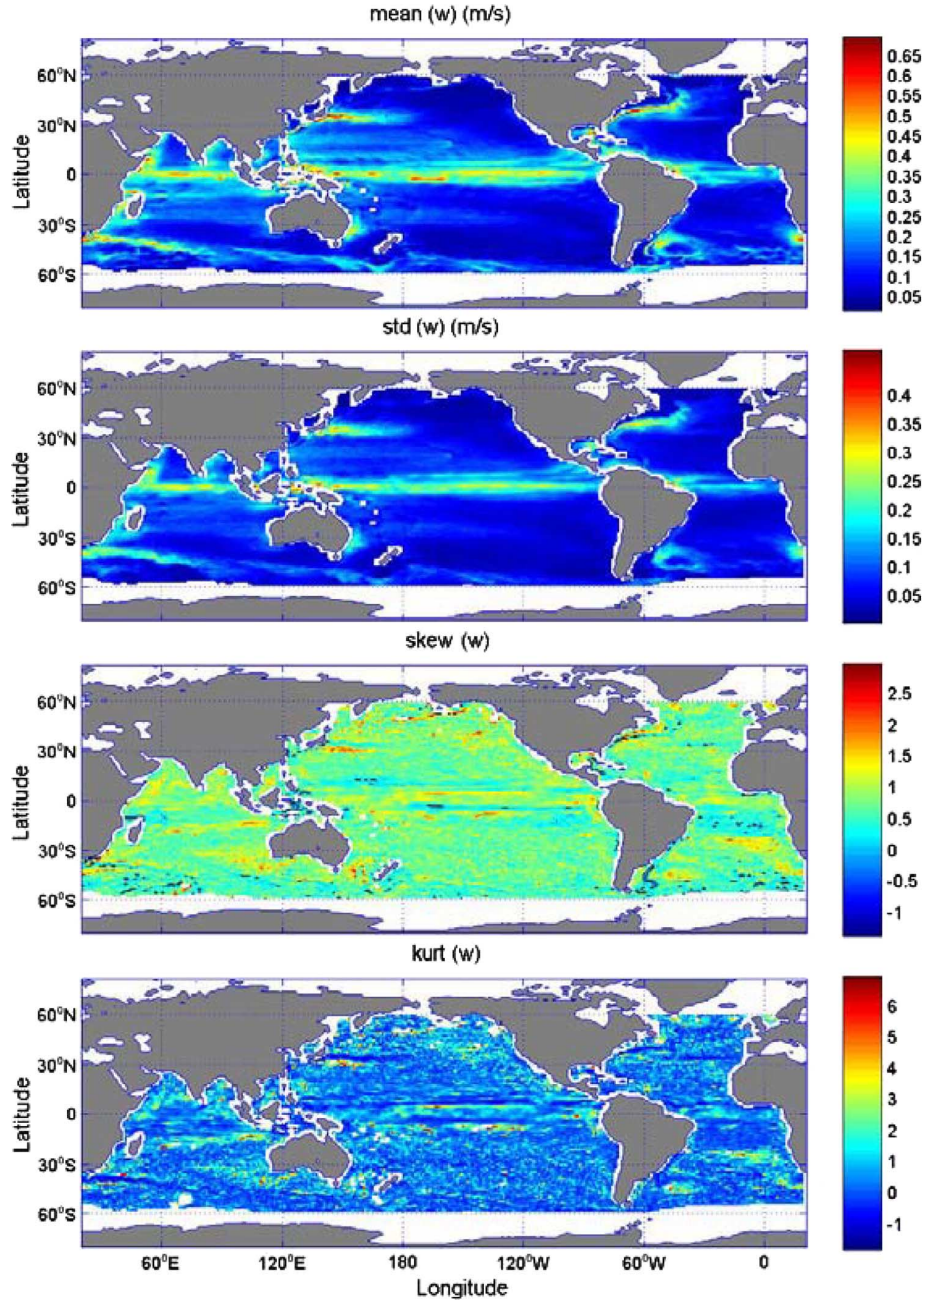 mean (w) (m/s)
60°N
30°N
0
30°S
60°S
Latitude
0.65
0.6
0.55
0.5
0.45
0.4
0.35
0.3
0.25
0.2
0.15
0.1
0.05
std (w) (m/s)
60°N
30°N
0
30°S
60°S
Latitude
0.4
0.35
0.3
0.25
0.2
0.15
0.1
0.05
skew (w)
60°N
30°N
0
30°S
60°S
Latitude
2.5
2
1.5
1
0.5
0
-0.5
-1
kurt (w)
60°N
30°N
0
30°S
60°S
Latitude
6
5
4
3
2
1
0
-1
60°E 120°E 180 120°W 60°W 0
Longitude